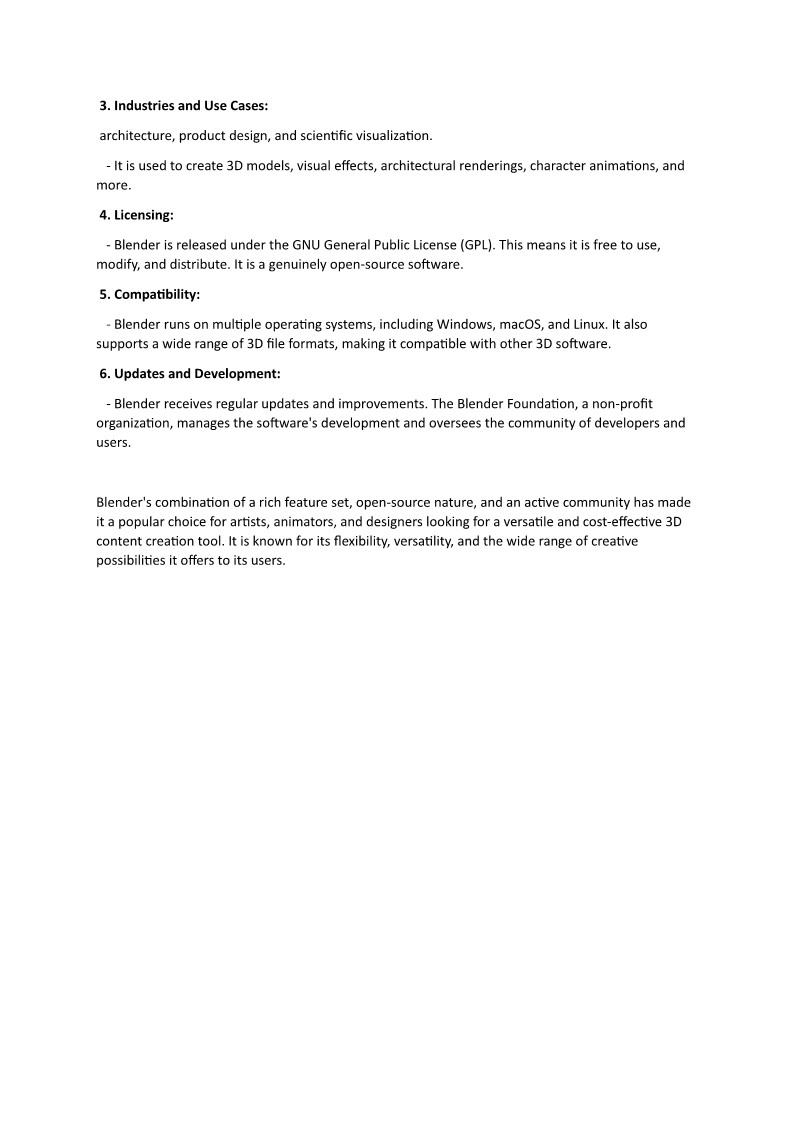 3. Industries and Use Cases:
architecture, product design, and scientific visualization.
- It is used to create 3D models, visual effects, architectural renderings, character animations, and
more.
4. Licensing:
- Blender is released under the GNU General Public License (GPL). This means it is free to use,
modify, and distribute. It is a genuinely open-source software.
5. Compatibility:
- Blender runs on multiple operating systems, including Windows, macOS, and Linux. It also
supports a wide range of 3D file formats, making it compatible with other 3D software.
6. Updates and Development:
- Blender receives regular updates and improvements. The Blender Foundation, a non-profit
organization, manages the software's development and oversees the community of developers and
users.
Blender's combination of a rich feature set, open-source nature, and an active community has made
it a popular choice for artists, animators, and designers looking for a versatile and cost-effective 3D
content creation tool. It is known for its flexibility, versatility, and the wide range of creative
possibilities it offers to its users.